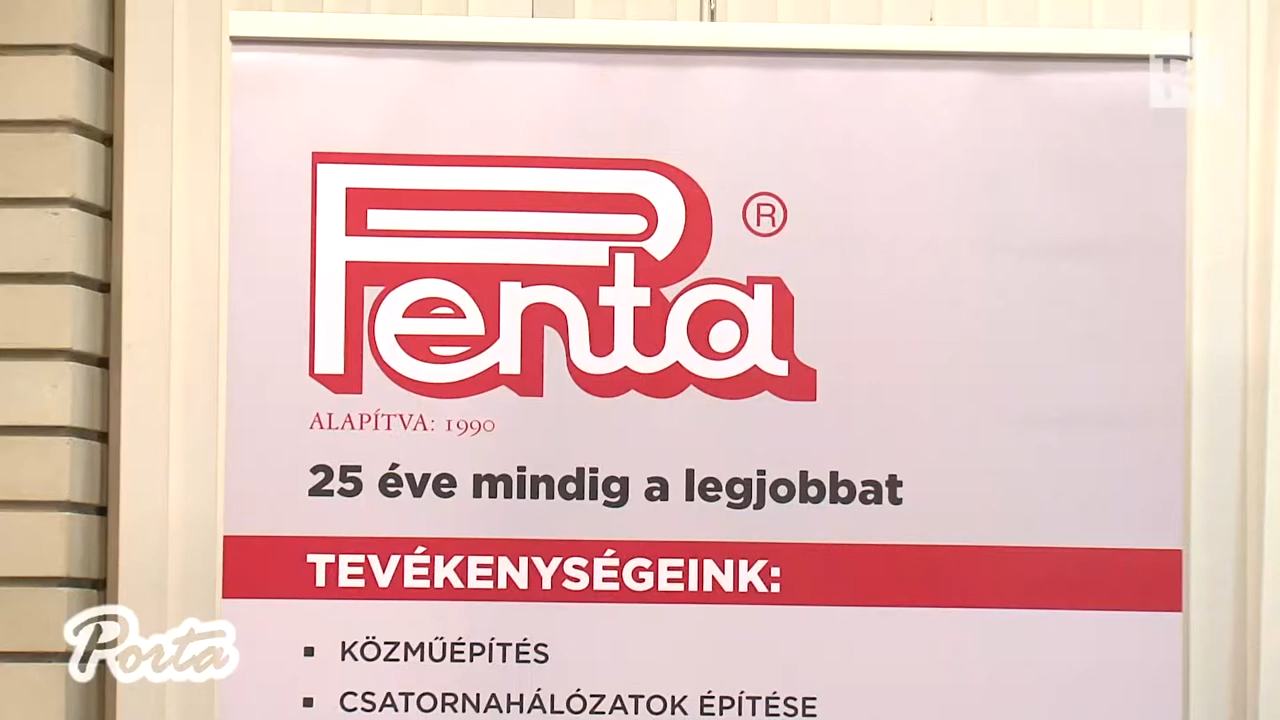 Penta ®
ALAPÍTVA: 1990
25 éve mindig a legjobbat
TEVÉKENYSÉGEINK:
▪ KÖZMŰÉPÍTÉS
▪ CSATORNAHÁLÓZATOK ÉPÍTÉSE
Porta